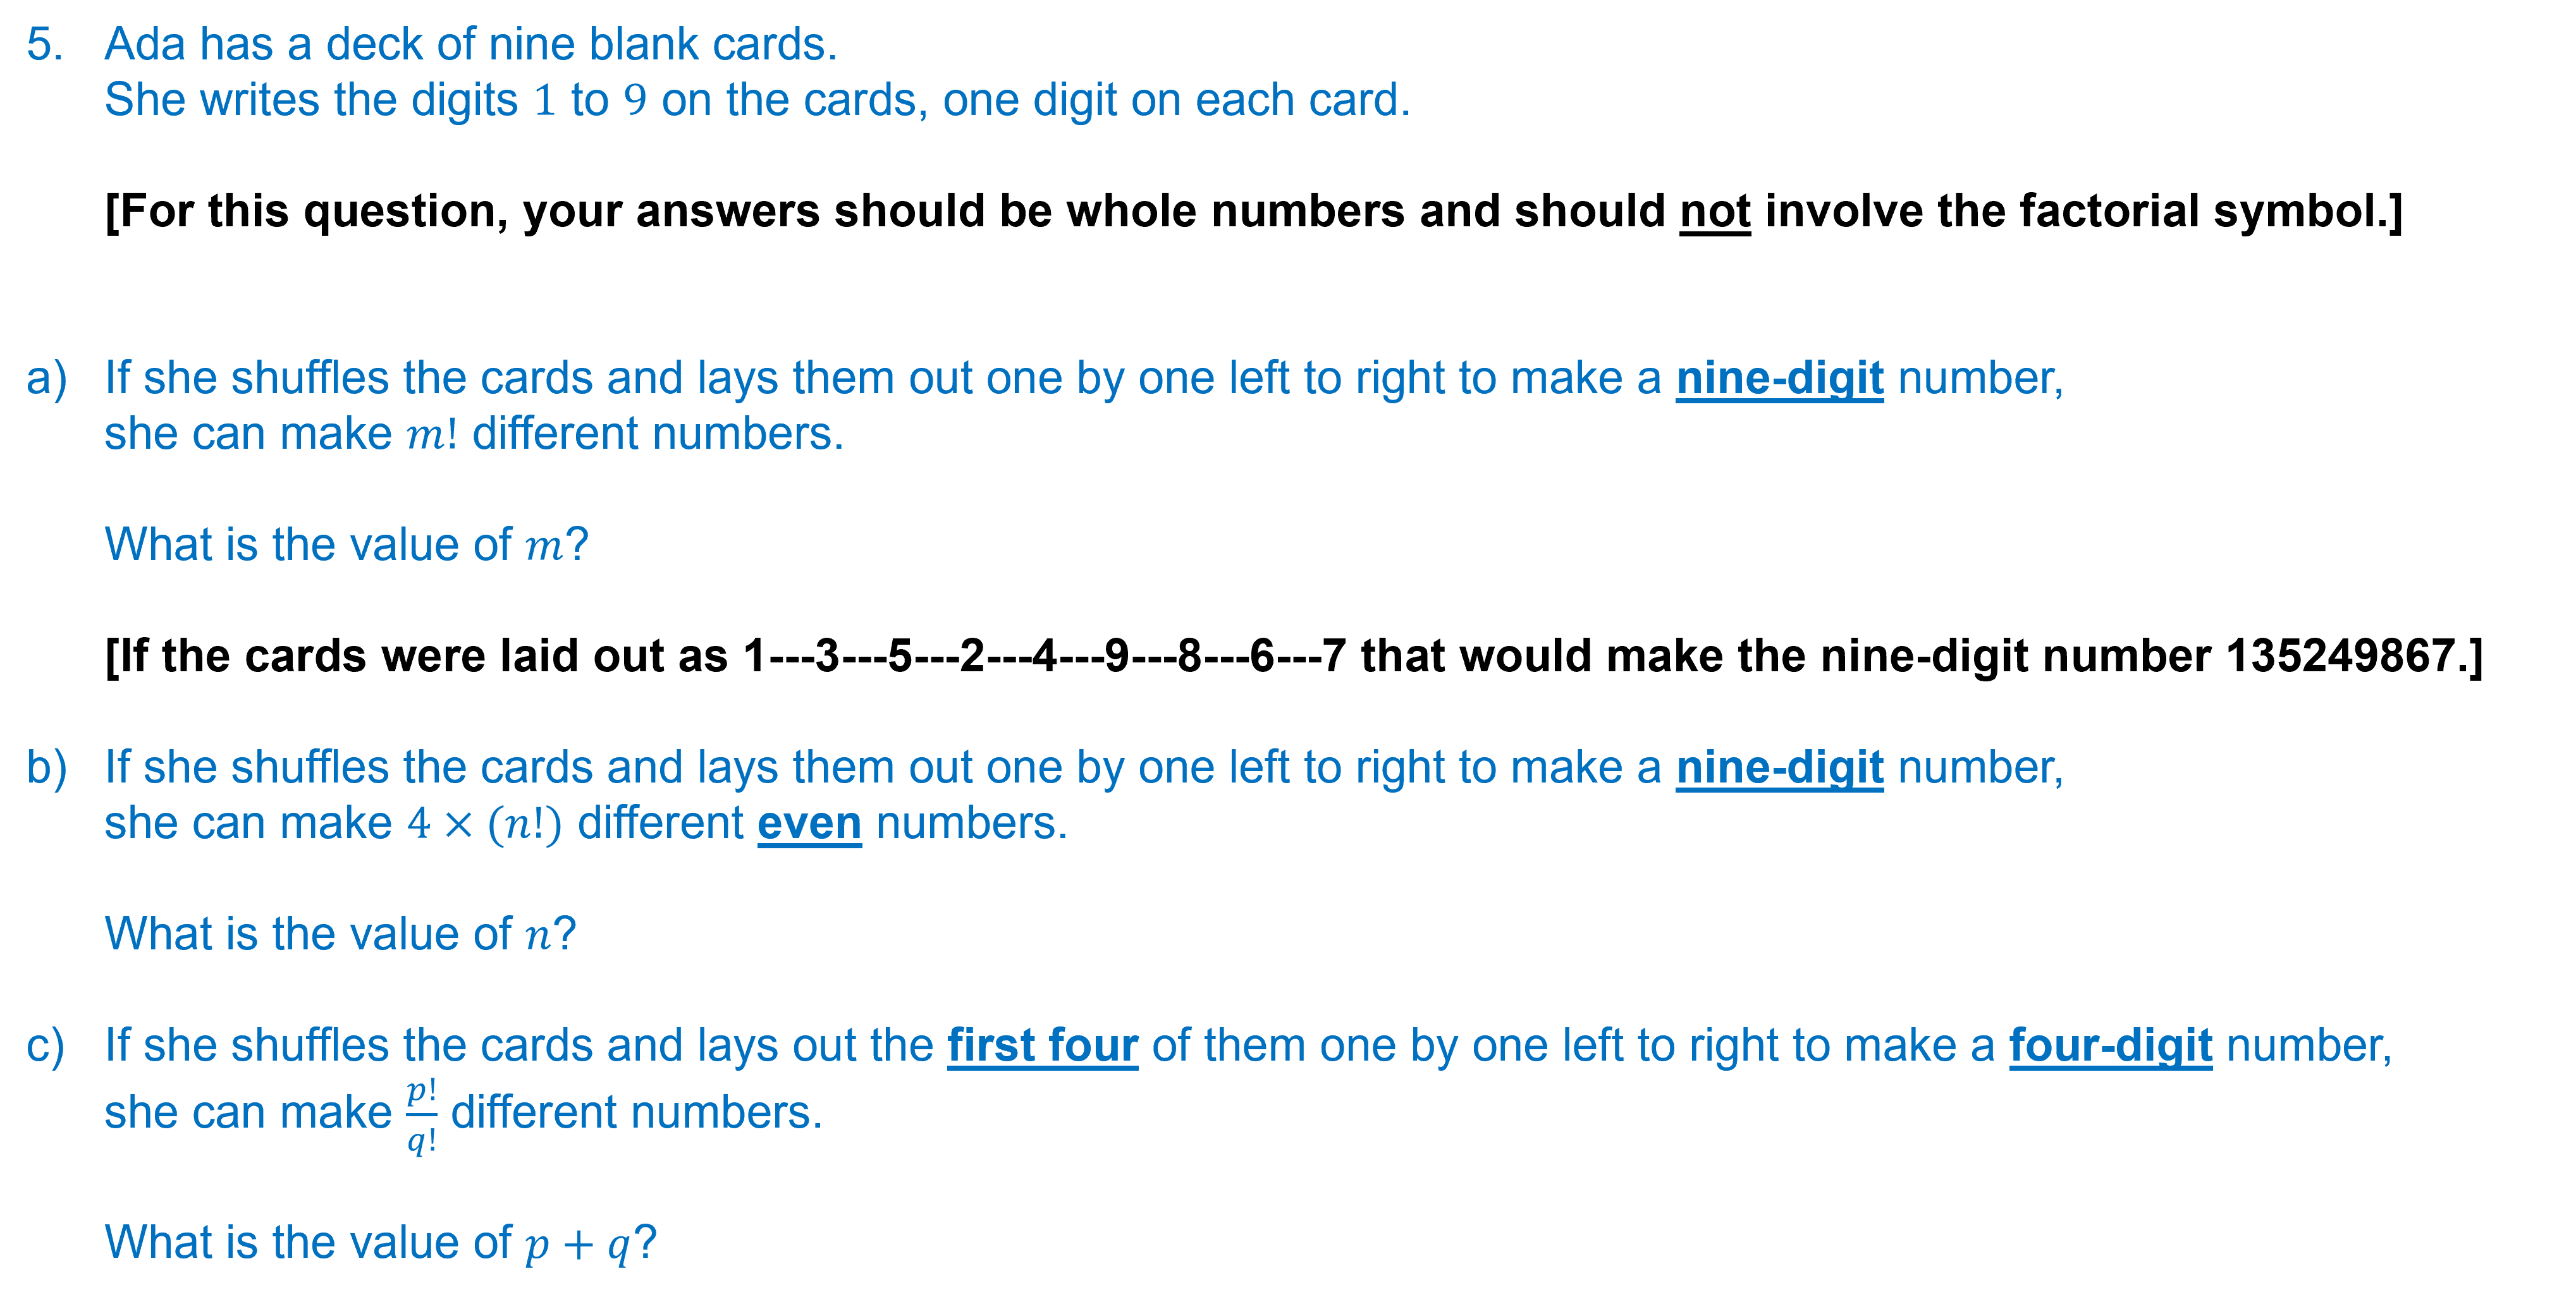 5. Ada has a deck of nine blank cards.
She writes the digits 1 to 9 on the cards, one digit on each card.
[For this question, your answers should be whole numbers and should not involve the factorial symbol.]
a) If she shuffles the cards and lays them out one by one left to right to make a nine-digit number,
she can make m! different numbers.
What is the value of m?
[If the cards were laid out as 1---3---5---2---4---9---8---6---7 that would make the nine-digit number 135249867.]
b) If she shuffles the cards and lays them out one by one left to right to make a nine-digit number,
she can make 4 × (n!) different even numbers.
What is the value of n?
c) If she shuffles the cards and lays out the first four of them one by one left to right to make a four-digit number,
she can make p!/q! different numbers.
What is the value of p + q?